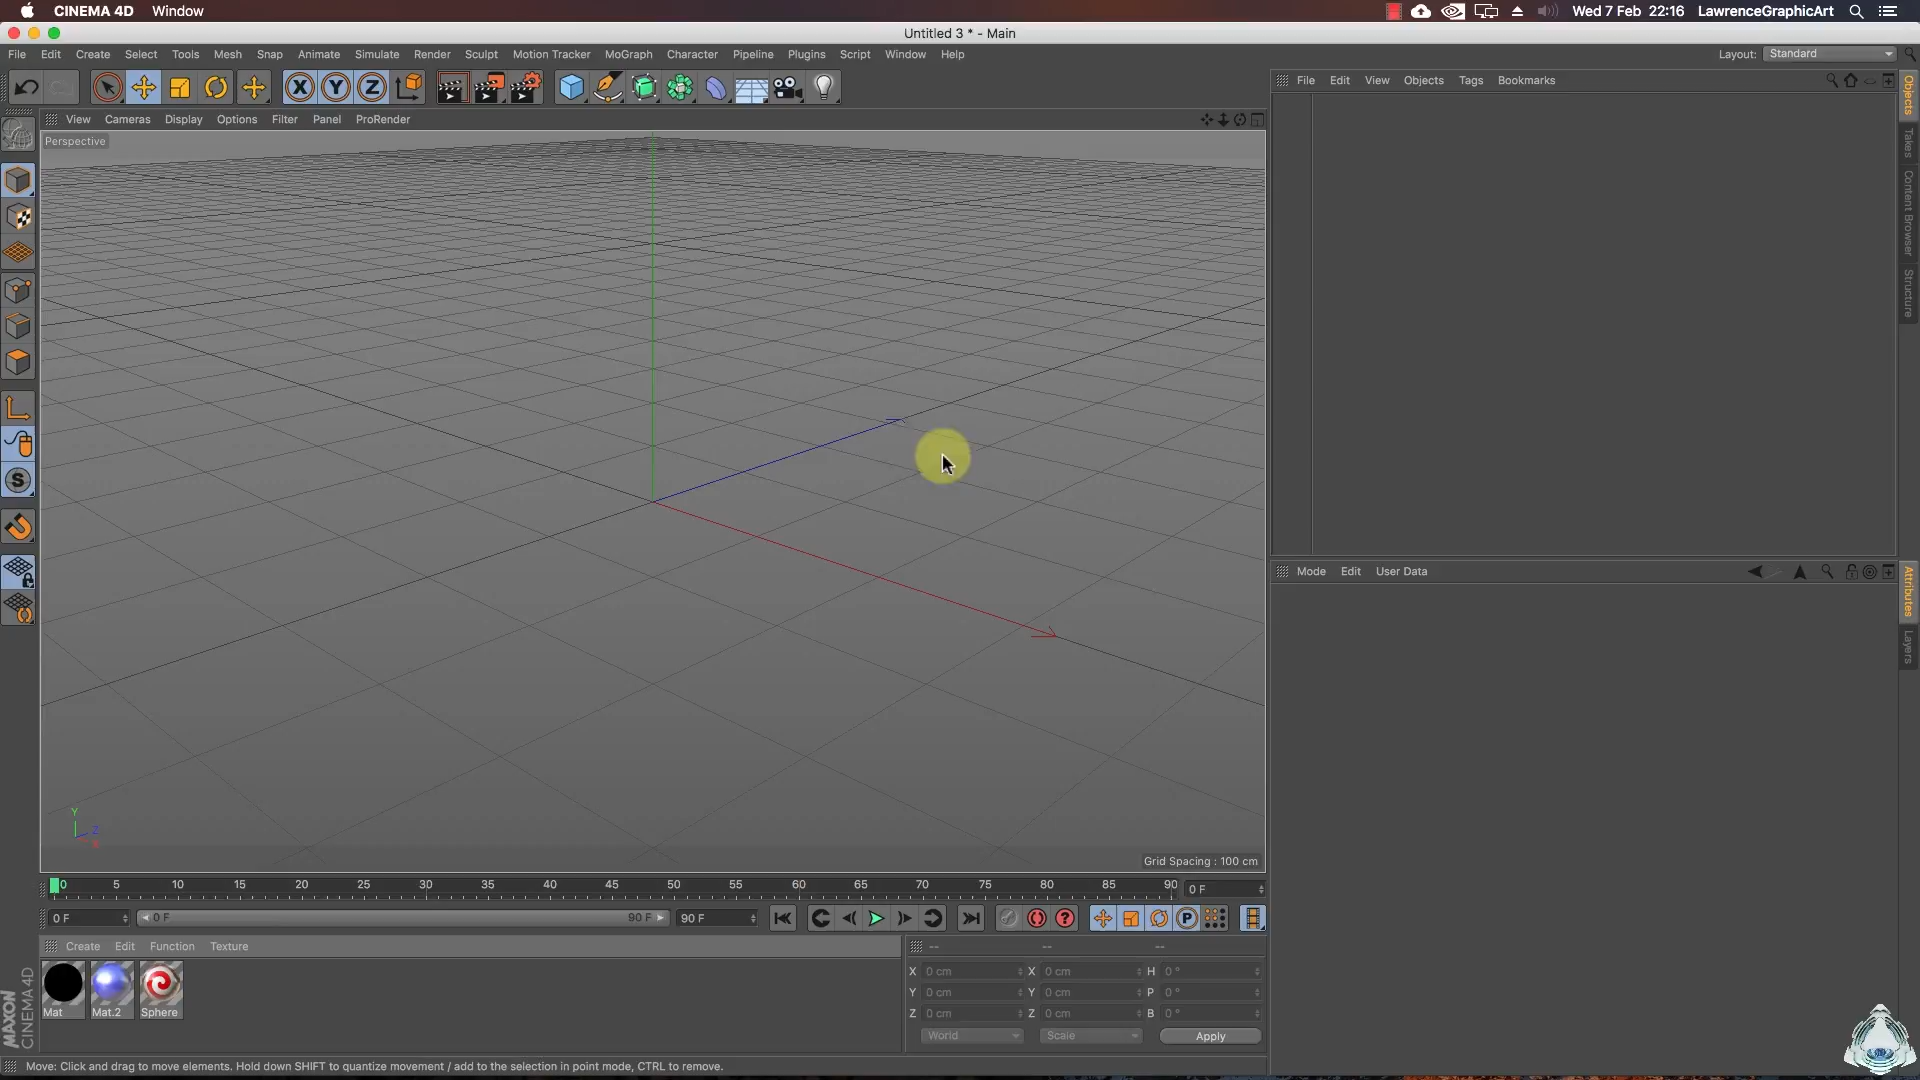 CINEMA 4D Window Wed 7 Feb 22:16 LawrenceGraphicArt
Untitled 3 * - Main
File Edit Create Select Tools Mesh Snap Animate Simulate Render Sculpt Motion Tracker MoGraph Character Pipeline Plugins Script Window Help Layout: Standard
X Y Z
File Edit View Objects Tags Bookmarks
View Cameras Display Options Filter Panel ProRender
Perspective
Objects
Takes
Content Browser
Structure
S
Mode Edit User Data
Attributes
Layers
Y
Z
X
Grid Spacing : 100 cm
0 5 10 15 20 25 30 35 40 45 50 55 60 65 70 75 80 85 90 0 F
0 F 0 F 90 F 90 F ? P
Create Edit Function Texture -- -- --
X 0 cm X 0 cm H 0 °
Y 0 cm Y 0 cm P 0 °
Z 0 cm Z 0 cm B 0 °
Mat Mat.2 Sphere
World Scale Apply
MAXON
CINEMA 4D
Move: Click and drag to move elements. Hold down SHIFT to quantize movement / add to the selection in point mode, CTRL to remove.